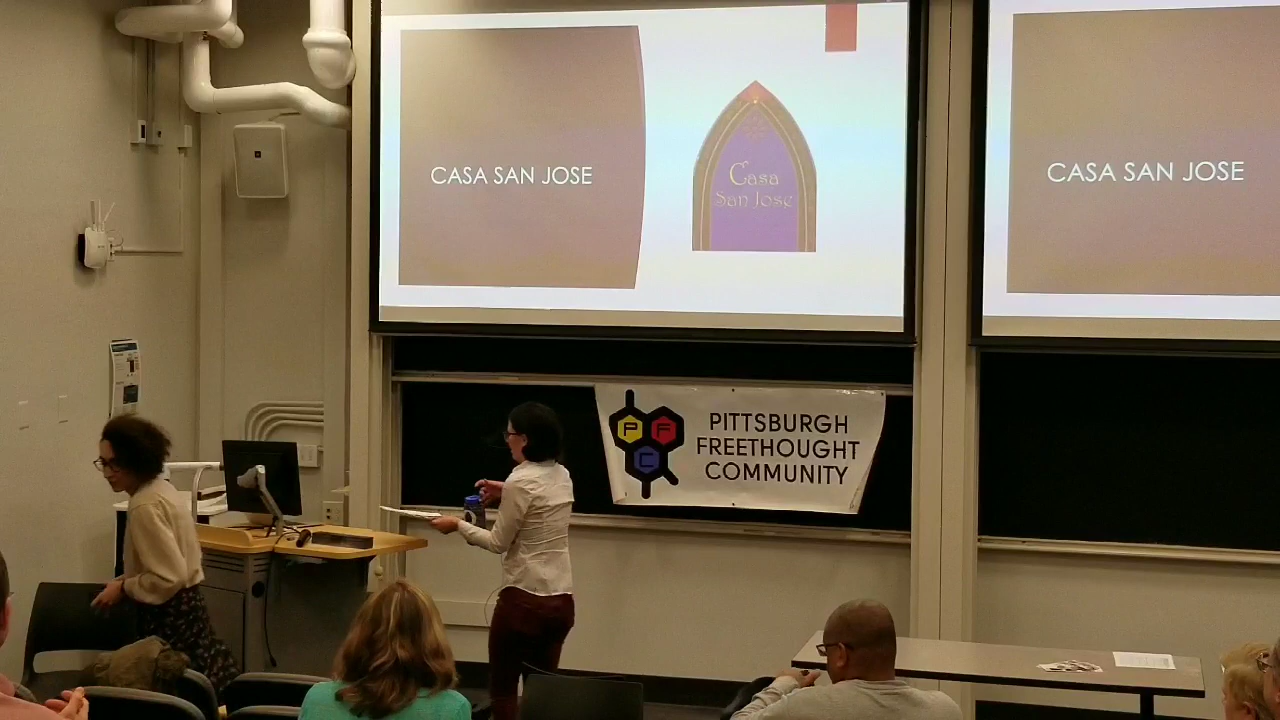 CASA SAN JOSE
Casa
San Jose
CASA SAN JOSE
P F
C
PITTSBURGH
FREETHOUGHT
COMMUNITY